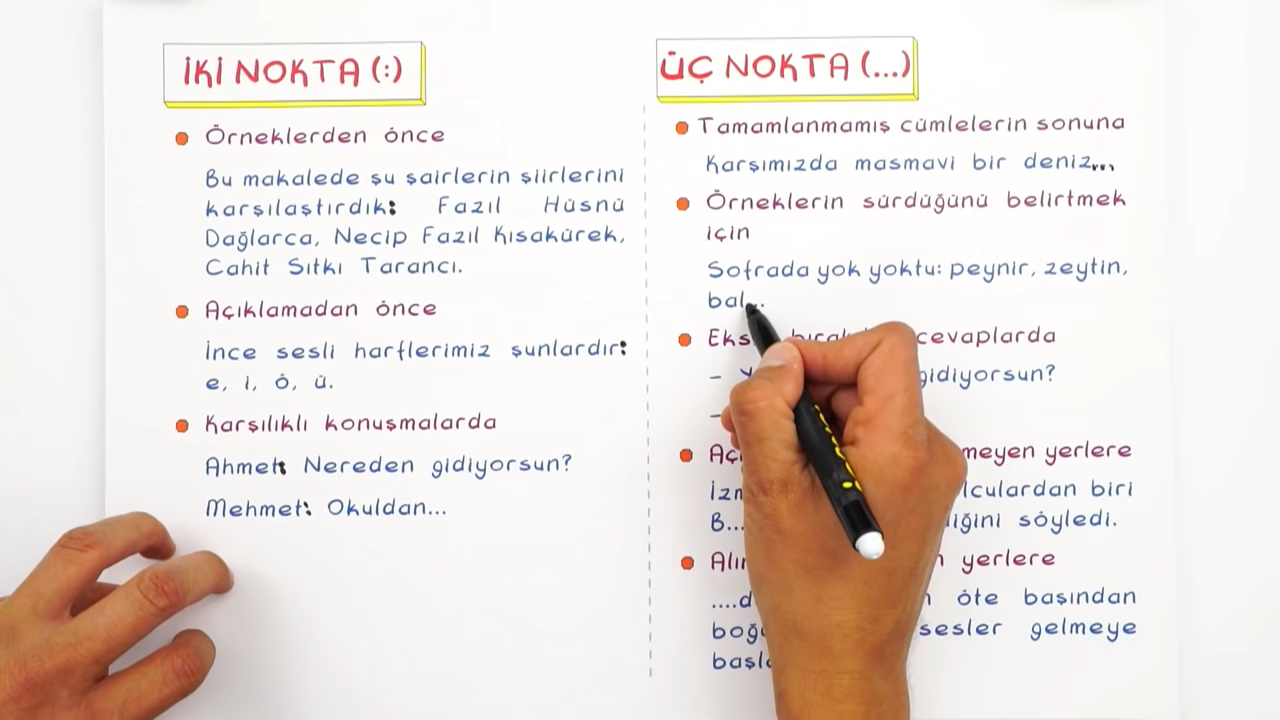 İKİ NOKTA (:)
Örneklerden önce
Bu makalede şu şairlerin şiirlerini
karşılaştırdık: Fazıl Hüsnü
Dağlarca, Necip Fazıl Kısakürek,
Cahit Sıtkı Tarancı.
Açıklamadan önce
İnce sesli harflerimiz şunlardır:
e, i, ö, ü.
Karşılıklı konuşmalarda
Ahmet: Nereden gidiyorsun?
Mehmet: Okuldan...
ÜÇ NOKTA (...)
Tamamlanmamış cümlelerin sonuna
Karşımızda masmavi bir deniz...
Örneklerin sürdüğünü belirtmek
için
Sofrada yok yoktu: peynir, zeytin,
bal...
cevaplarda
– gidiyorsun?
–
yerlere
biri
B... söyledi.
yerlere
öte başından
sesler gelmeye